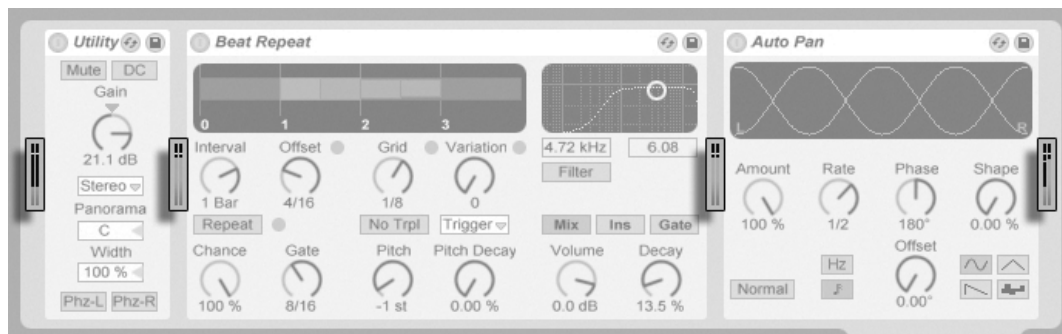 Utility
Mute DC
Gain
21.1 dB
Stereo
Panorama
C
Width
100 %
Phz-L Phz-R
Beat Repeat
0 1 2 3
Interval Offset Grid Variation
1 Bar 4/16 1/8 0
Repeat No Trpl Trigger
Chance Gate Pitch Pitch Decay
100 % 8/16 -1 st 0.00 %
4.72 kHz 6.08
Filter
Mix Ins Gate
Volume Decay
0.0 dB 13.5 %
Auto Pan
L R
Amount Rate Phase Shape
100 % 1/2 180° 0.00 %
Offset
Hz
Normal
0.00°